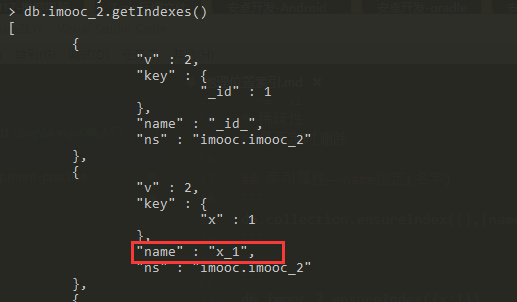 > db.imooc_2.getIndexes()
[
        {
                "v" : 2,
                "key" : {
                        "_id" : 1
                },
                "name" : "_id_",
                "ns" : "imooc.imooc_2"
        },
        {
                "v" : 2,
                "key" : {
                        "x" : 1
                },
                "name" : "x_1",
                "ns" : "imooc.imooc_2"
        },
        {